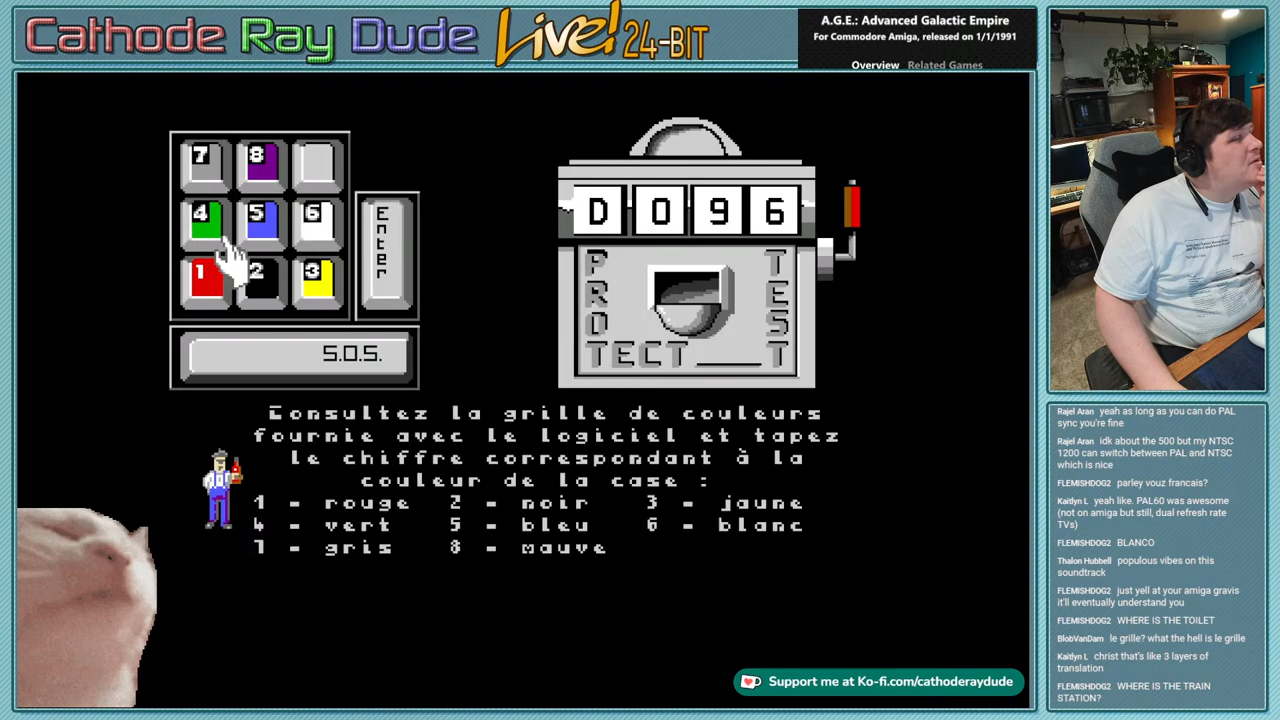 Cathode Ray Dude Live! 24-BIT
A.G.E.: Advanced Galactic Empire
For Commodore Amiga, released on 1/1/1991
Overview Related Games
7 8
4 5 6
1 2 3
Enter
S.O.S.
D 0 9 6
PROTECT ____ TEST
Consultez la grille de couleurs
fournie avec le logiciel et tapez
le chiffre correspondant à la
couleur de la case :
1 - rouge 2 - noir 3 - jaune
4 - vert 5 - bleu 6 - blanc
7 - gris 8 - mauve
Support me at Ko-fi.com/cathoderaydude
Rajel Aran yeah as long as you can do PAL
sync you're fine
Rajel Aran idk about the 500 but my NTSC
1200 can switch between PAL and NTSC
which is nice
FLEMISHDOG2 parley vouz francais?
Kaitlyn L yeah like. PAL60 was awesome
(not on amiga but still, dual refresh rate
TVs)
FLEMISHDOG2 BLANCO
Thalon Hubbell populous vibes on this
soundtrack
FLEMISHDOG2 just yell at your amiga gravis
it'll eventually understand you
FLEMISHDOG2 WHERE IS THE TOILET
BlobVanDam le grille? what the hell is le grille
Kaitlyn L christ that's like 3 layers of
translation
FLEMISHDOG2 WHERE IS THE TRAIN
STATION?